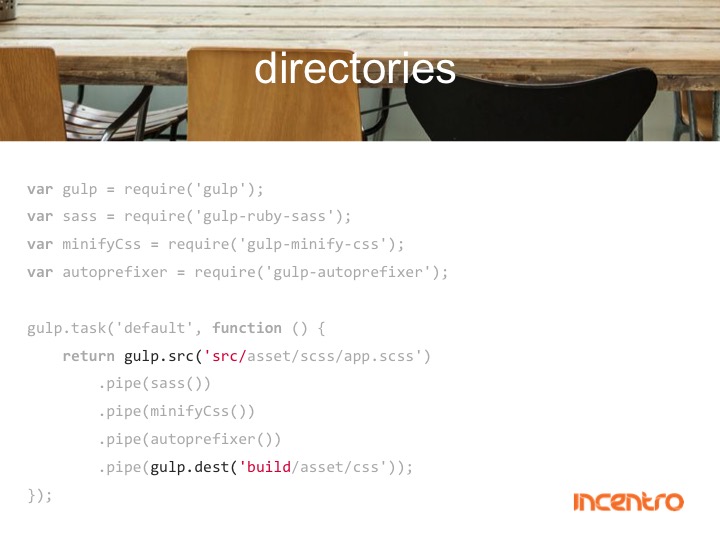 directories
var gulp = require('gulp');
var sass = require('gulp-ruby-sass');
var minifyCss = require('gulp-minify-css');
var autoprefixer = require('gulp-autoprefixer');
gulp.task('default', function () {
    return gulp.src('src/asset/scss/app.scss')
        .pipe(sass())
        .pipe(minifyCss())
        .pipe(autoprefixer())
        .pipe(gulp.dest('build/asset/css'));
});
INCENTRO